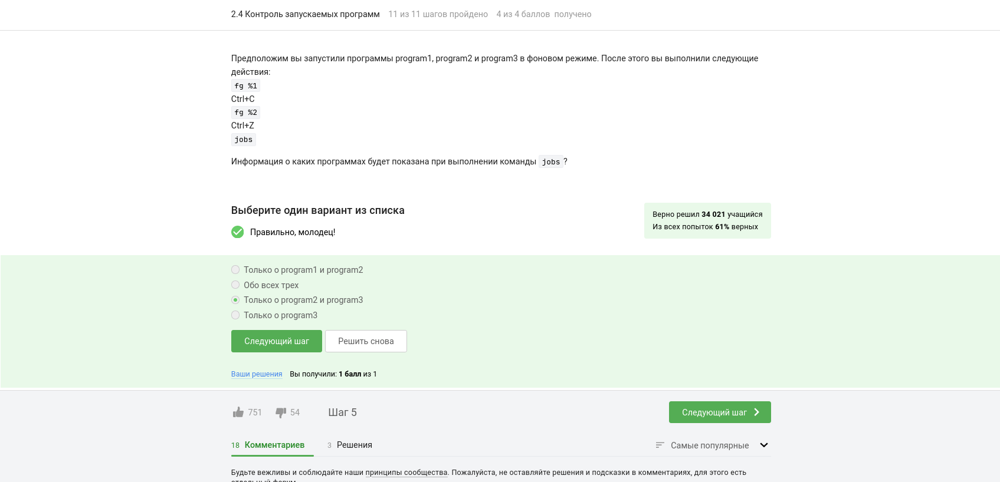 2.4 Контроль запускаемых программ 11 из 11 шагов пройдено 4 из 4 баллов получено
Предположим вы запустили программы program1, program2 и program3 в фоновом режиме. После этого вы выполнили следующие
действия:
fg %1
Ctrl+C
fg %2
Ctrl+Z
jobs
Информация о каких программах будет показана при выполнении команды jobs?
Выберите один вариант из списка
Верно решил 34 021 учащийся
Из всех попыток 61% верных
Правильно, молодец!
Только о program1 и program2
Обо всех трех
Только о program2 и program3
Только о program3
Следующий шаг Решить снова
Ваши решения Вы получили: 1 балл из 1
751 54 Шаг 5 Следующий шаг
18 Комментариев 3 Решения Самые популярные
Будьте вежливы и соблюдайте наши принципы сообщества. Пожалуйста, не оставляйте решения и подсказки в комментариях, для этого есть
отдельный форум.